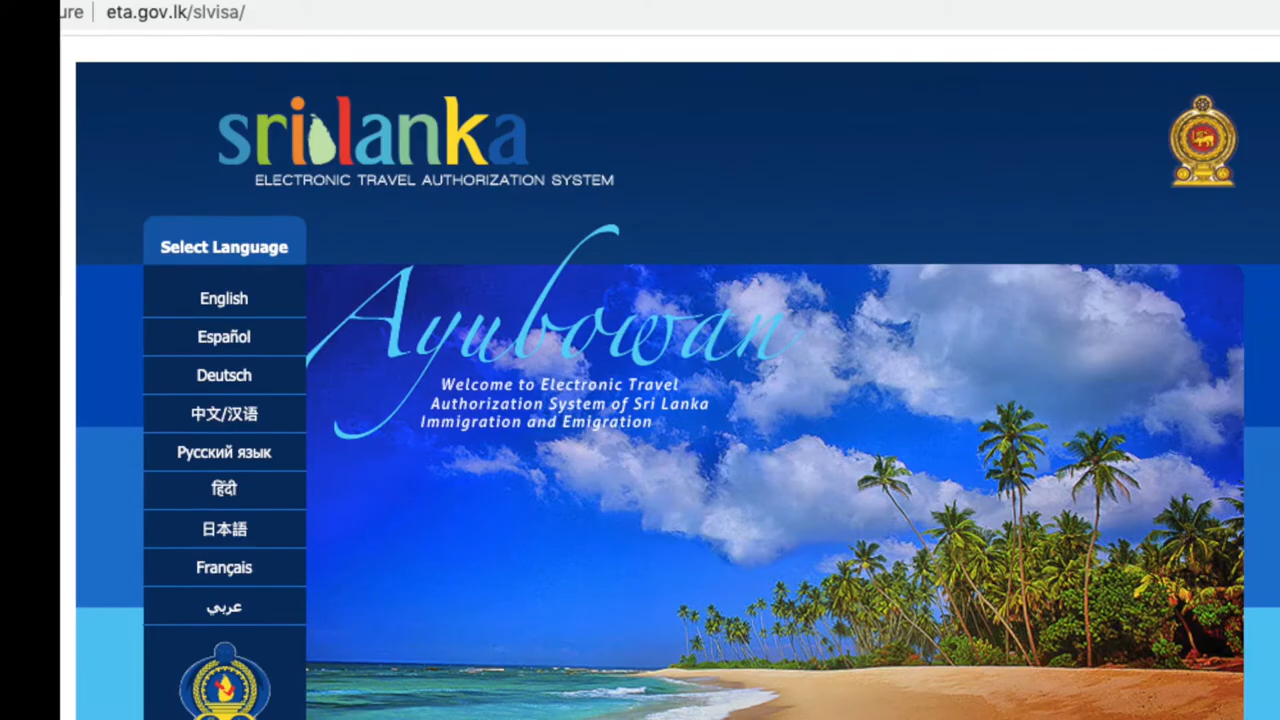 ure
eta.gov.lk/slvisa/
srilanka
ELECTRONIC TRAVEL AUTHORIZATION SYSTEM
Select Language
English
Español
Deutsch
中文/汉语
Русский язык
हिंदी
日本語
Français
عربي
Ayubowan
Welcome to Electronic Travel
Authorization System of Sri Lanka
Immigration and Emigration